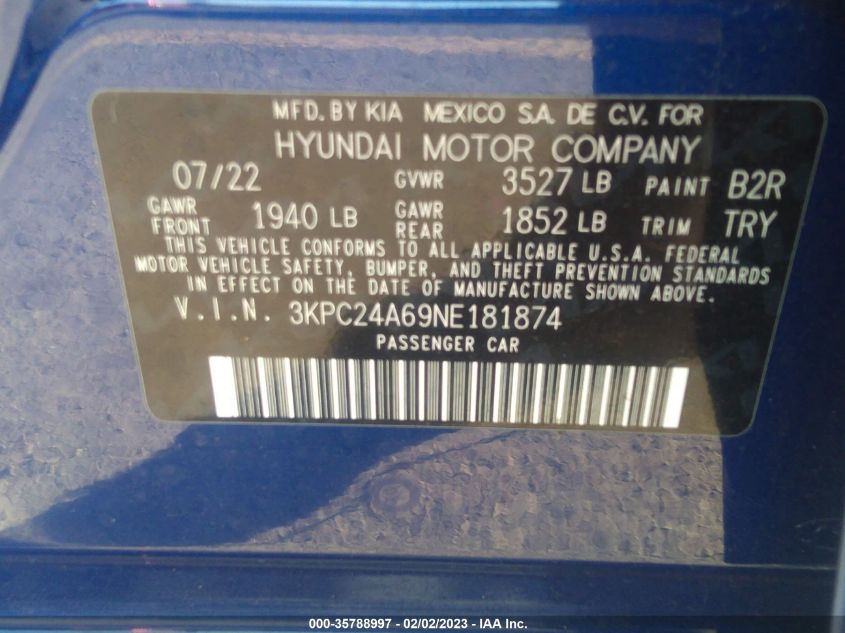 MFD. BY KIA MEXICO S.A. DE C.V. FOR
HYUNDAI MOTOR COMPANY
07/22 GVWR 3527 LB PAINT B2R
GAWR FRONT 1940 LB GAWR REAR 1852 LB TRIM TRY
THIS VEHICLE CONFORMS TO ALL APPLICABLE U.S.A. FEDERAL
MOTOR VEHICLE SAFETY, BUMPER, AND THEFT PREVENTION STANDARDS
IN EFFECT ON THE DATE OF MANUFACTURE SHOWN ABOVE.
V.I.N. 3KPC24A69NE181874
PASSENGER CAR
000-35788997 - 02/02/2023 - IAA Inc.